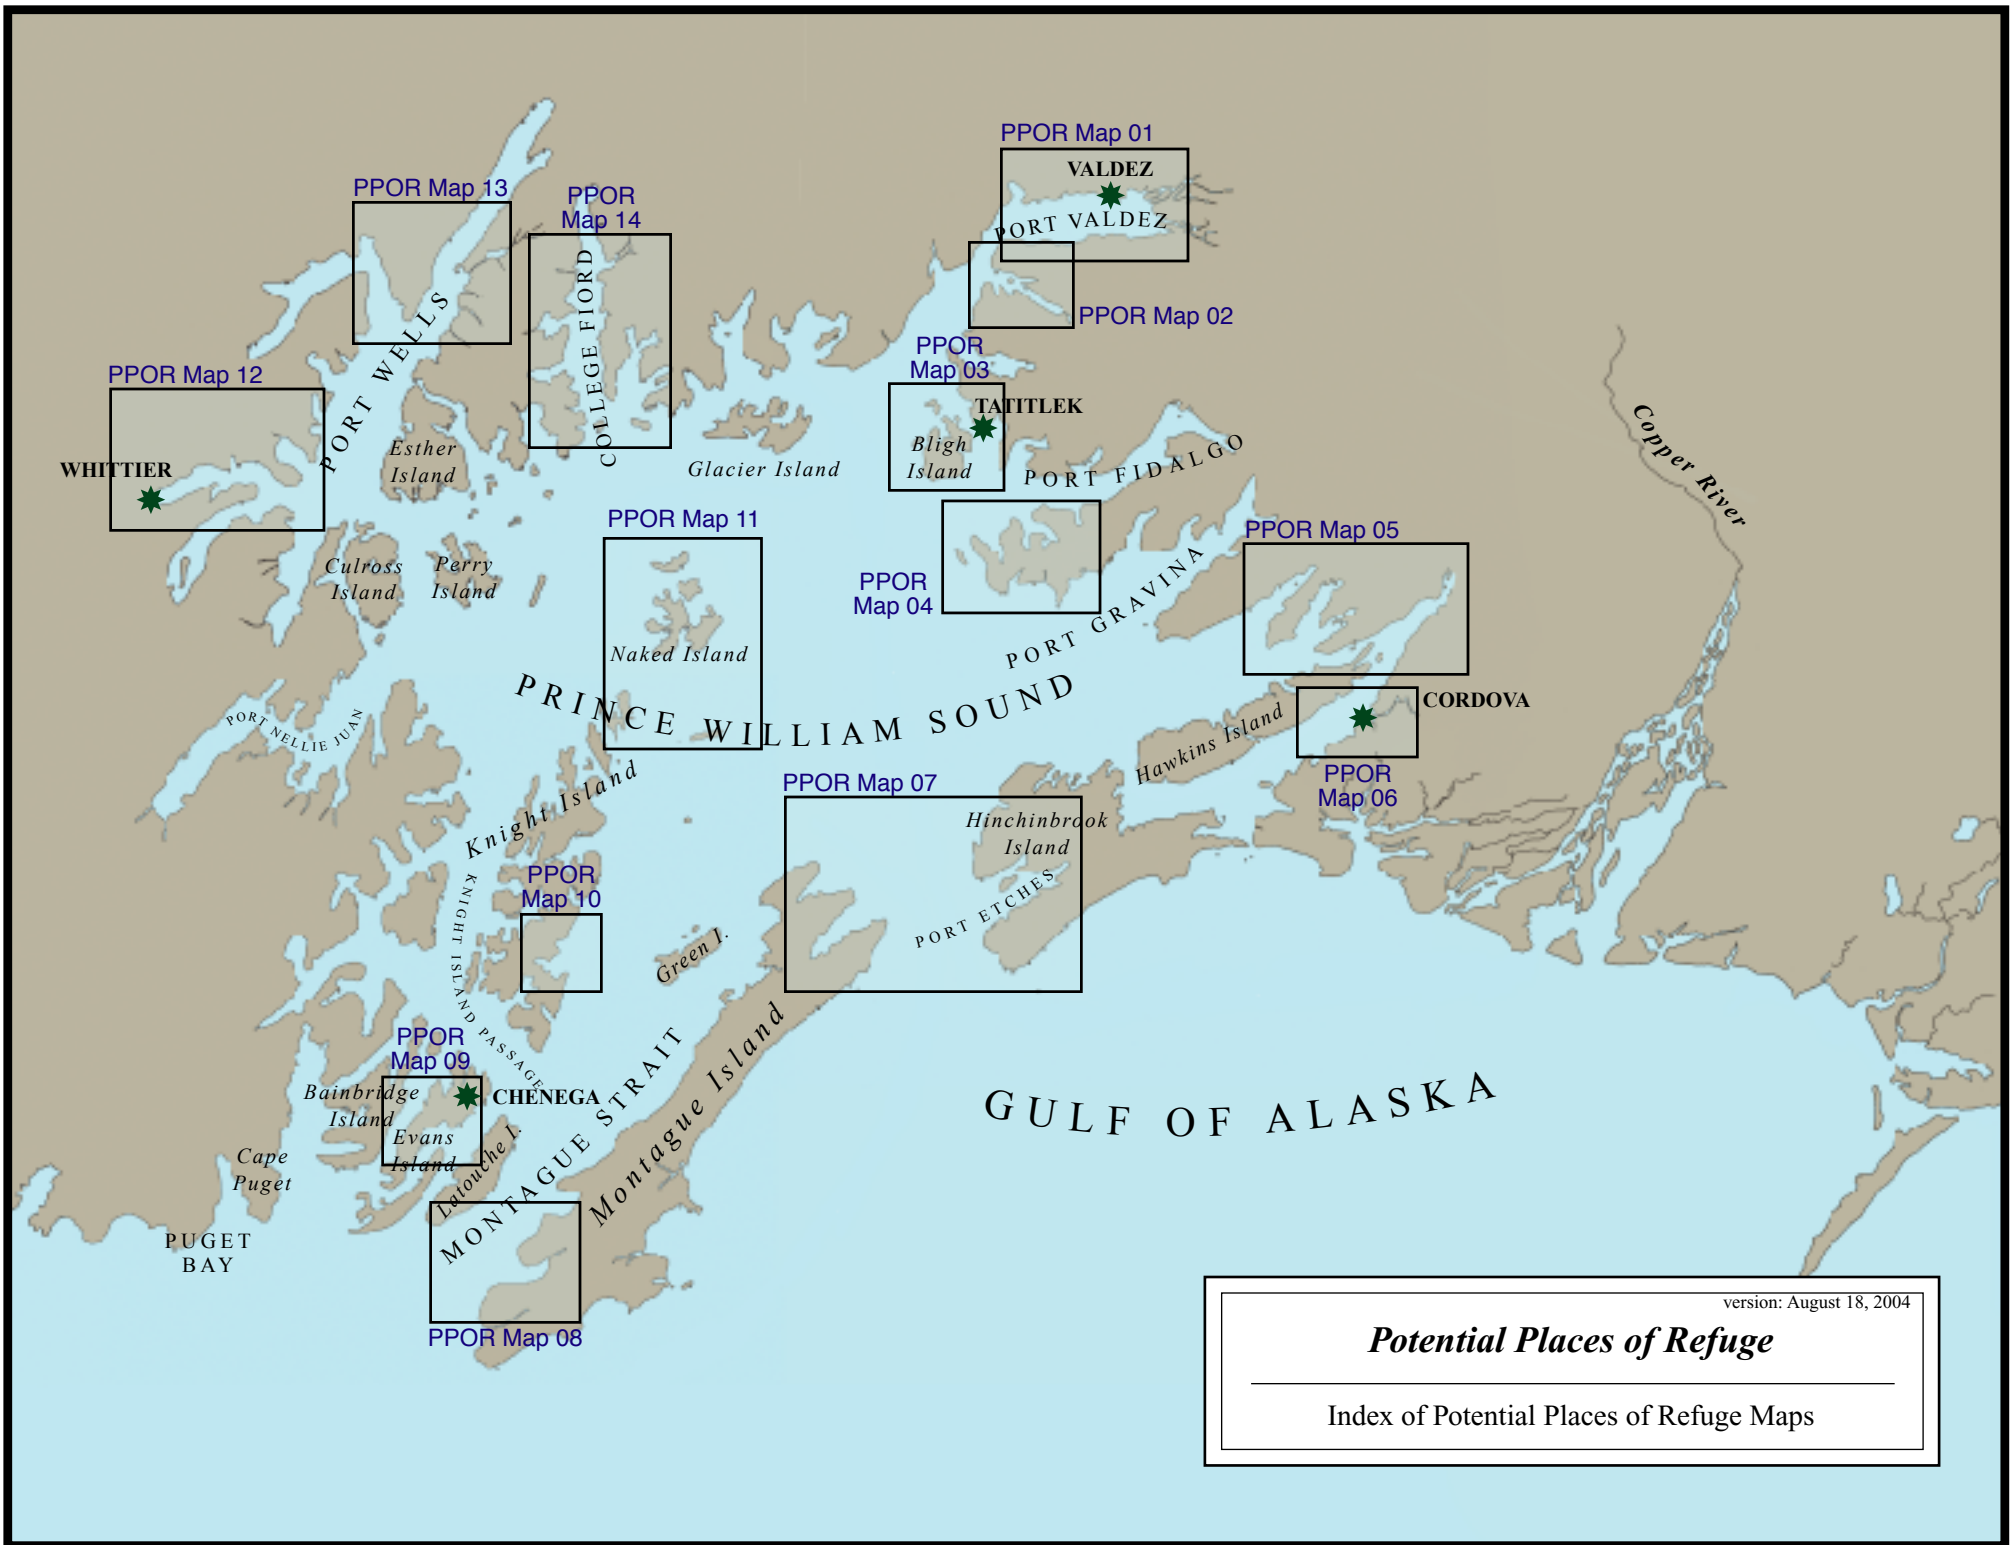 PPOR Map 01
VALDEZ
PORT VALDEZ
PPOR Map 13
PPOR
Map 14
PPOR Map 02
COLLEGE FIORD
PORT WELLS
PPOR
Map 03
TATITLEK
Bligh
Island
PPOR Map 12
WHITTIER
Esther
Island
Glacier Island
PORT FIDALGO
Copper River
PPOR Map 11
PPOR Map 05
Culross
Island
Perry
Island
PPOR
Map 04
PORT GRAVINA
Naked Island
PRINCE WILLIAM SOUND
PORT
NELLIE JUAN
Hawkins Island
CORDOVA
PPOR
Map 06
Knight Island
PPOR Map 07
Hinchinbrook
Island
PORT ETCHES
PPOR
Map 10
KNIGHT ISLAND PASSAGE
Green I.
PPOR
Map 09
CHENEGA
Bainbridge
Island
Evans
Island
Latouche I.
MONTAGUE STRAIT
Montague Island
GULF OF ALASKA
Cape
Puget
PUGET
BAY
PPOR Map 08
version: August 18, 2004
Potential Places of Refuge
Index of Potential Places of Refuge Maps